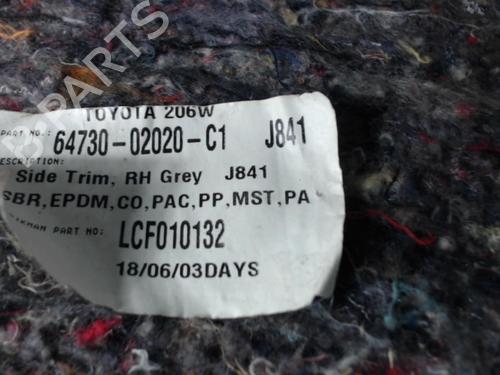 BPARTS
TOYOTA 206W
PART NO.: 64730-02020-C1 J841
DESCRIPTION:
Side Trim, RH Grey J841
SBR,EPDM,CO,PAC,PP,MST,PA
PART NO: LCF010132
18/06/03DAYS